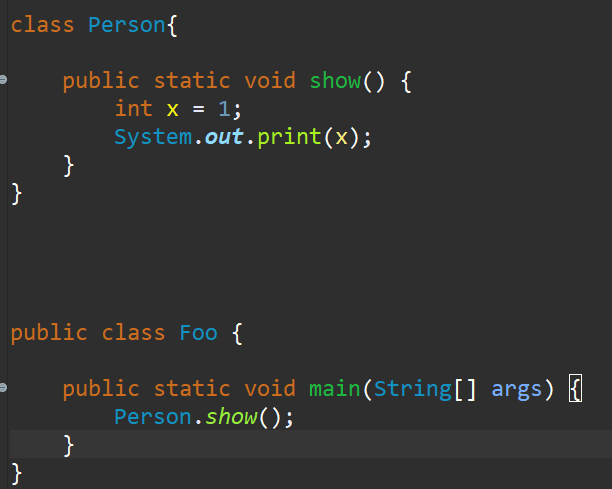 class Person{
public static void show() {
int x = 1;
System.out.print(x);
}
}
public class Foo {
public static void main(String[] args) {
Person.show();
}
}